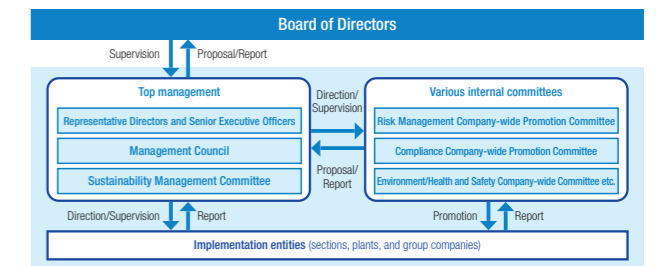 Board of Directors
Supervision
Proposal/Report
Top management
Representative Directors and Senior Executive Officers
Management Council
Sustainability Management Committee
Direction/
Supervision
Proposal/
Report
Various internal committees
Risk Management Company-wide Promotion Committee
Compliance Company-wide Promotion Committee
Environment/Health and Safety Company-wide Committee etc.
Direction/Supervision
Report
Promotion
Report
Implementation entities (sections, plants, and group companies)